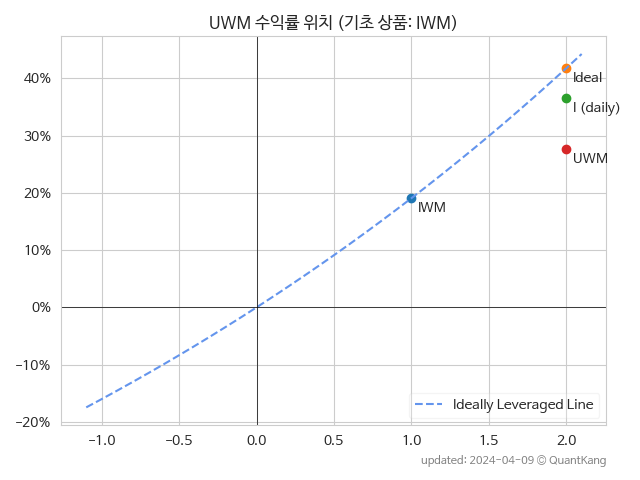 UWM 수익률 위치 (기초 상품: IWM)
40%
30%
20%
10%
0%
−10%
−20%
Ideal
I (daily)
UWM
IWM
Ideally Leveraged Line
−1.0
−0.5
0.0
0.5
1.0
1.5
2.0
updated: 2024-04-09 © QuantKang